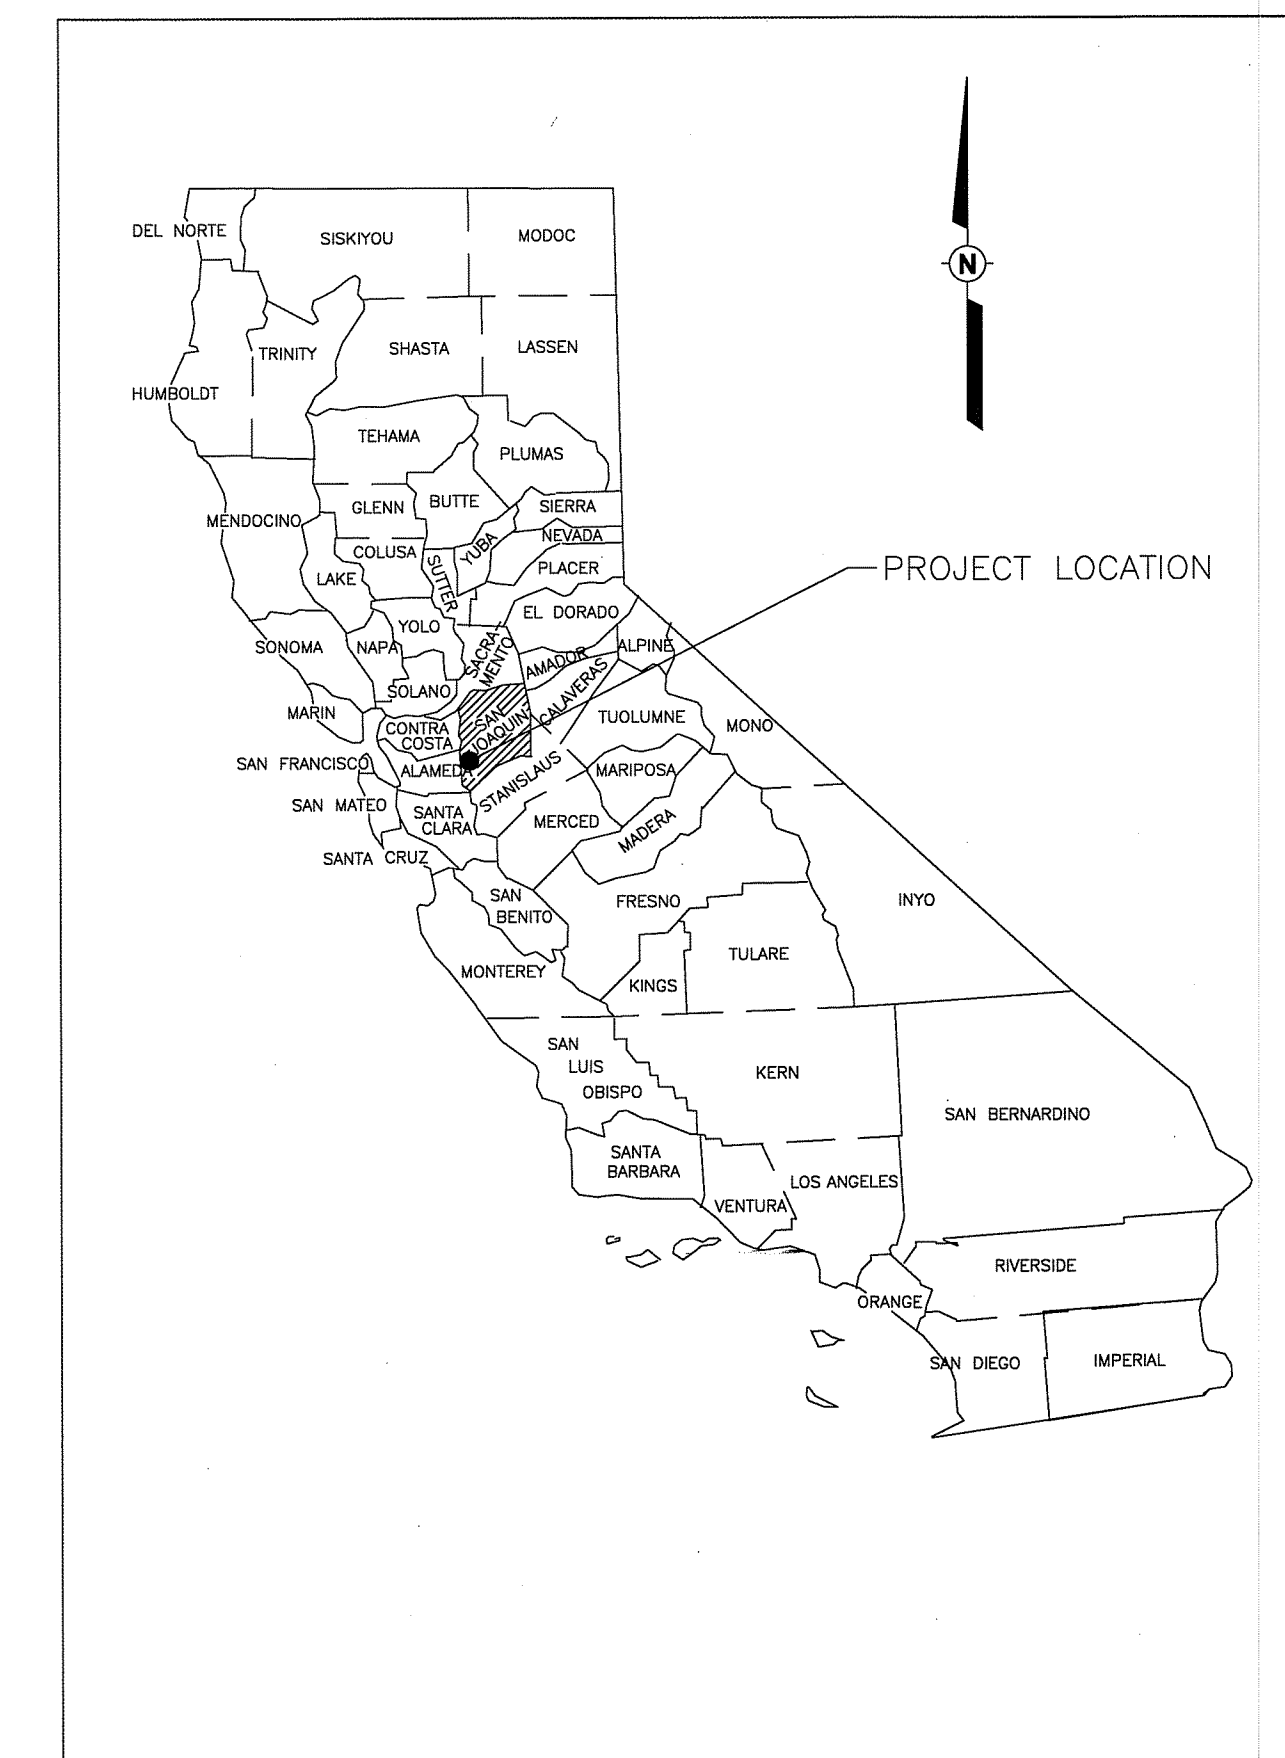 DEL NORTE
SISKIYOU
MODOC
N
TRINITY
SHASTA
LASSEN
HUMBOLDT
TEHAMA
PLUMAS
GLENN
BUTTE
SIERRA
MENDOCINO
NEVADA
YUBA
COLUSA
SUTTER
LAKE
PLACER
PROJECT LOCATION
EL DORADO
YOLO
SONOMA
NAPA
SACRA-
MENTO
AMADOR
ALPINE
SOLANO
CALAVERAS
MARIN
SAN
JOAQUIN
TUOLUMNE
MONO
CONTRA
COSTA
SAN FRANCISCO
ALAMEDA
STANISLAUS
MARIPOSA
SAN MATEO
SANTA
CLARA
MERCED
MADERA
SANTA CRUZ
SAN
BENITO
FRESNO
INYO
TULARE
MONTEREY
KINGS
SAN
LUIS
OBISPO
KERN
SAN BERNARDINO
SANTA
BARBARA
LOS ANGELES
VENTURA
RIVERSIDE
ORANGE
SAN DIEGO
IMPERIAL